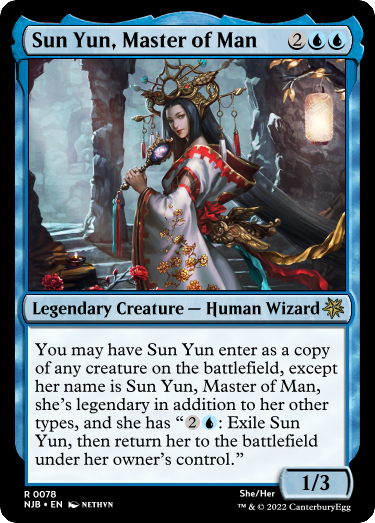 Sun Yun, Master of Man 2UU
Legendary Creature — Human Wizard
You may have Sun Yun enter as a copy
of any creature on the battlefield, except
her name is Sun Yun, Master of Man,
she's legendary in addition to her other
types, and she has “2U: Exile Sun
Yun, then return her to the battlefield
under her owner's control.”
1/3
R 0078
NJB • EN NETHVN
She/Her
™ & © 2022 CanterburyEgg